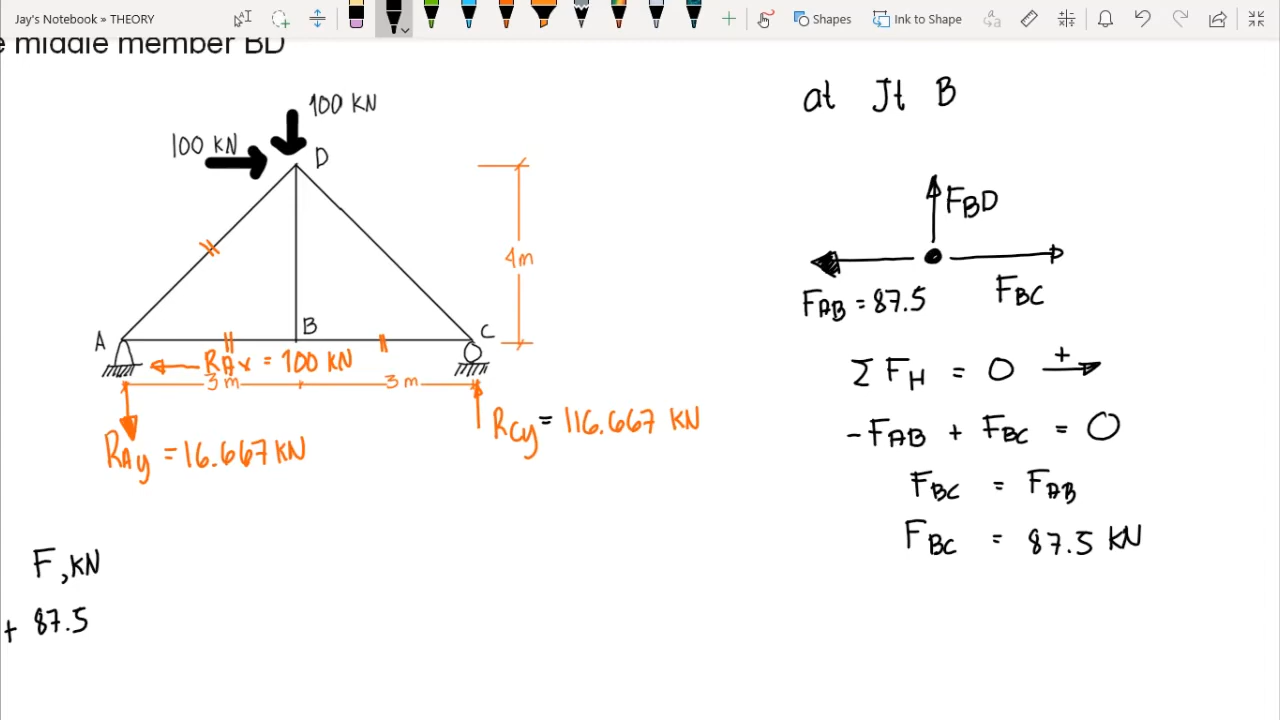 Jay's Notebook » THEORY
Shapes
Ink to Shape
e middle member BD
100 KN
100 KN
D
4m
A
B
C
RAx = 100 KN
3 m
3 m
RAy = 16.667 KN
RCy = 116.667 KN
F, KN
+ 87.5
at Jt B
FBD
FAB = 87.5
FBC
Σ FH = 0 +
- FAB + FBC = 0
FBC = FAB
FBC = 87.5 KN